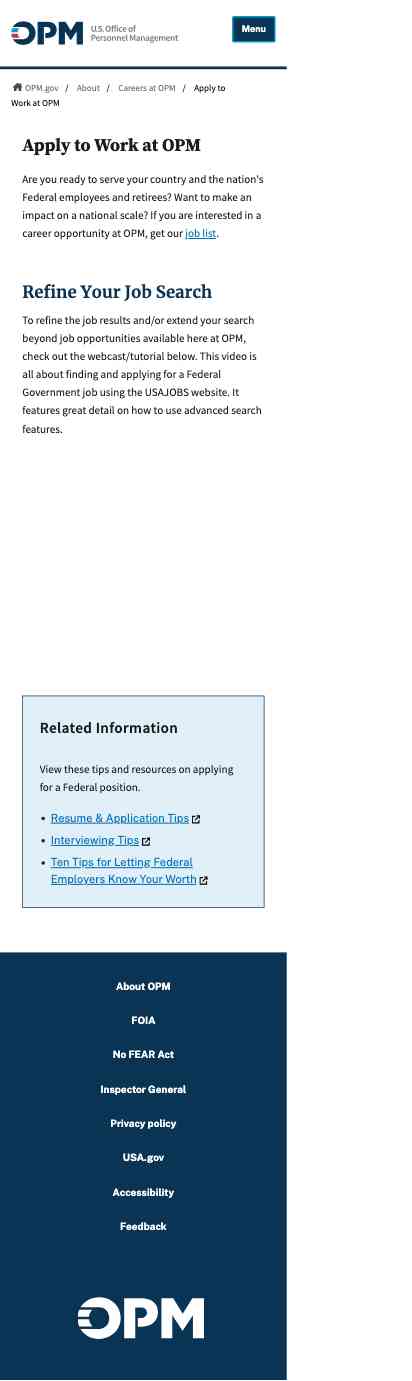 OPM U.S. Office of
Personnel Management
Menu
OPM.gov / About / Careers at OPM / Apply to
Work at OPM
Apply to Work at OPM
Are you ready to serve your country and the nation's
Federal employees and retirees? Want to make an
impact on a national scale? If you are interested in a
career opportunity at OPM, get our job list.
Refine Your Job Search
To refine the job results and/or extend your search
beyond job opportunities available here at OPM,
check out the webcast/tutorial below. This video is
all about finding and applying for a Federal
Government job using the USAJOBS website. It
features great detail on how to use advanced search
features.
Related Information
View these tips and resources on applying
for a Federal position.
• Resume & Application Tips
• Interviewing Tips
• Ten Tips for Letting Federal
Employers Know Your Worth
About OPM
FOIA
No FEAR Act
Inspector General
Privacy policy
USA.gov
Accessibility
Feedback
OPM